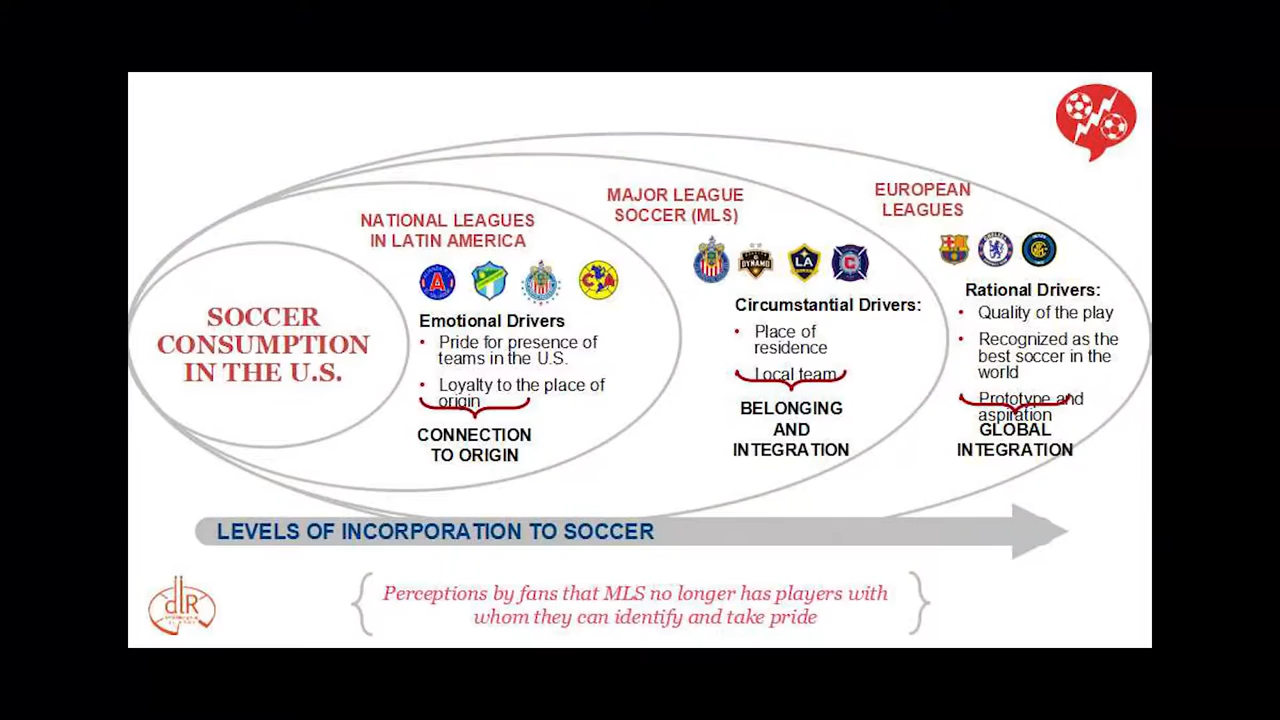 SOCCER
CONSUMPTION
IN THE U.S.
NATIONAL LEAGUES
IN LATIN AMERICA
Emotional Drivers
• Pride for presence of
teams in the U.S.
• Loyalty to the place of
origin
CONNECTION
TO ORIGIN
MAJOR LEAGUE
SOCCER (MLS)
DYNAMO
LA
Circumstantial Drivers:
• Place of
residence
• Local team
BELONGING
AND
INTEGRATION
EUROPEAN
LEAGUES
Rational Drivers:
• Quality of the play
• Recognized as the
best soccer in the
world
• Prototype and
aspiration
GLOBAL
INTEGRATION
LEVELS OF INCORPORATION TO SOCCER
dLR
Perceptions by fans that MLS no longer has players with
whom they can identify and take pride